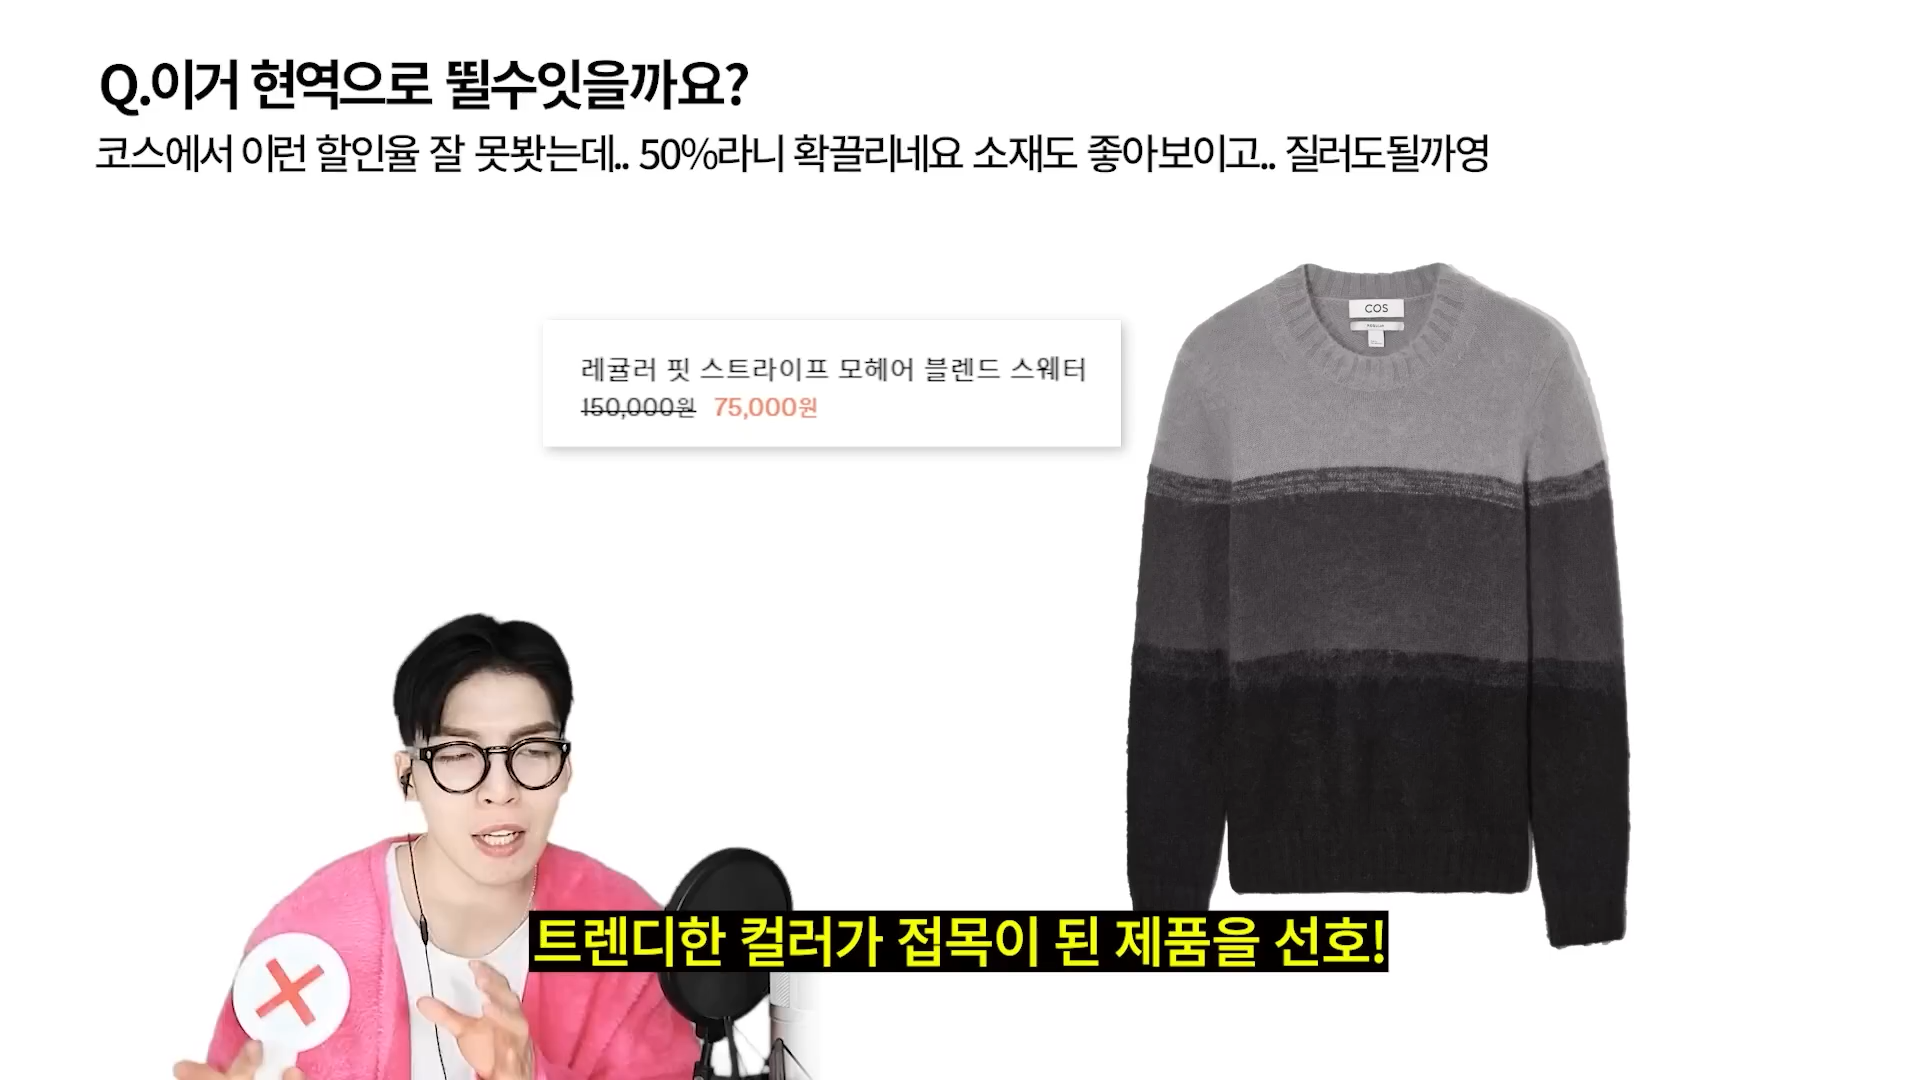 Q.이거 현역으로 뛸수잇을까요?
코스에서 이런 할인율 잘 못봣는데.. 50%라니 확끌리네요 소재도 좋아보이고.. 질러도될까영
레귤러 핏 스트라이프 모헤어 블렌드 스웨터
150,000원 75,000원
COS
트렌디한 컬러가 접목이 된 제품을 선호!